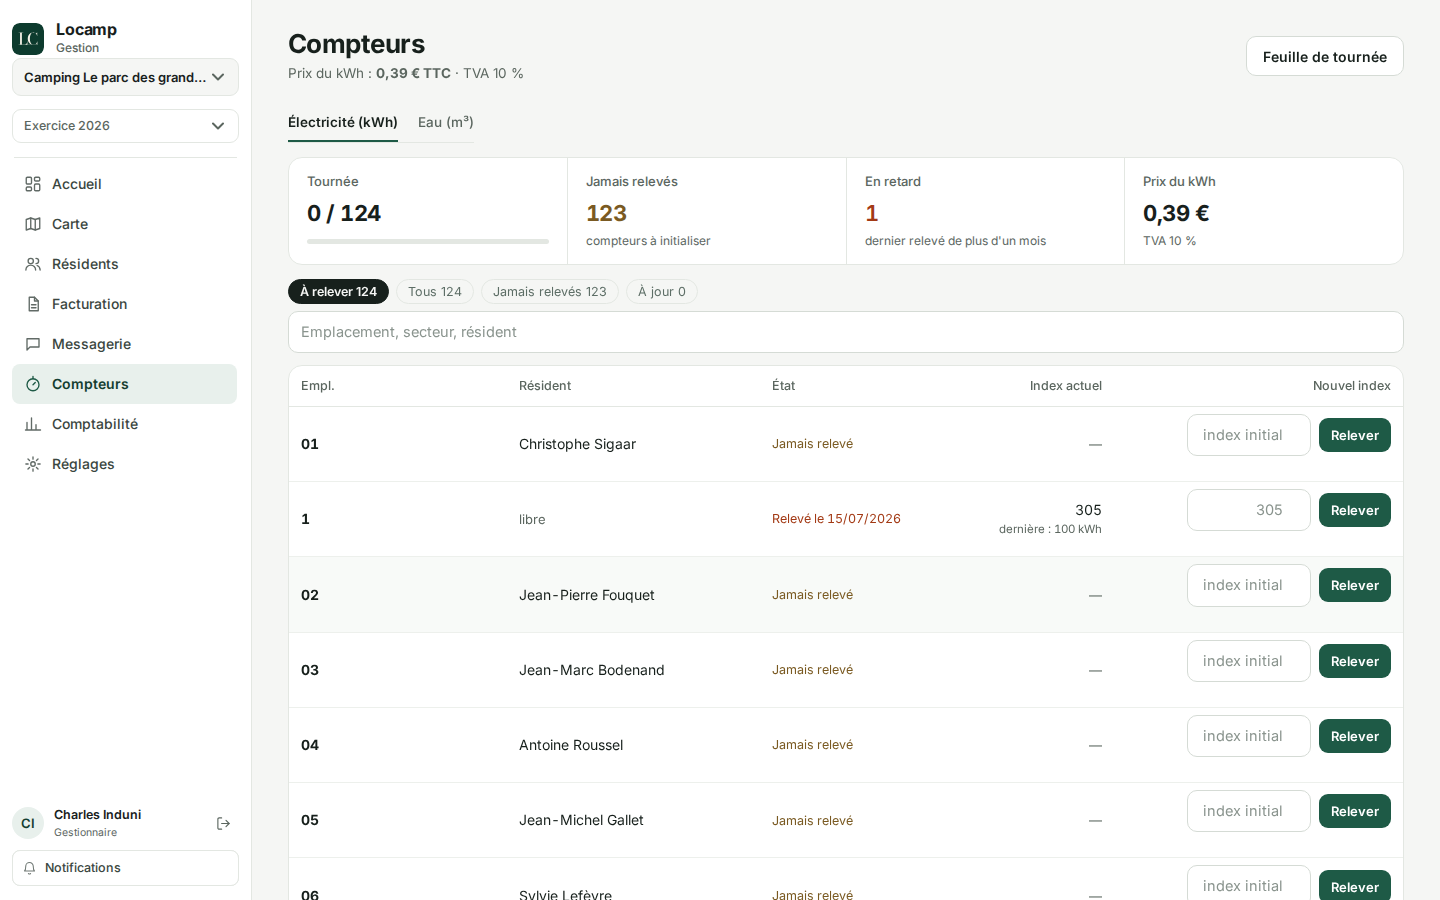 LC
Locamp
Gestion
Camping Le parc des grand...
Exercice 2026
Accueil
Carte
Résidents
Facturation
Messagerie
Compteurs
Comptabilité
Réglages
CI
Charles Induni
Gestionnaire
Notifications
Compteurs
Prix du kWh : 0,39 € TTC · TVA 10 %
Feuille de tournée
Électricité (kWh) Eau (m³)
Tournée
0 / 124
Jamais relevés
123
compteurs à initialiser
En retard
1
dernier relevé de plus d'un mois
Prix du kWh
0,39 €
TVA 10 %
À relever 124 Tous 124 Jamais relevés 123 À jour 0
Emplacement, secteur, résident
Empl. Résident État Index actuel Nouvel index
01 Christophe Sigaar Jamais relevé — index initial Relever
1 libre Relevé le 15/07/2026 305 305 Relever
dernière : 100 kWh
02 Jean-Pierre Fouquet Jamais relevé — index initial Relever
03 Jean-Marc Bodenand Jamais relevé — index initial Relever
04 Antoine Roussel Jamais relevé — index initial Relever
05 Jean-Michel Gallet Jamais relevé — index initial Relever
06 Sylvie Lefèvre Jamais relevé — index initial Relever